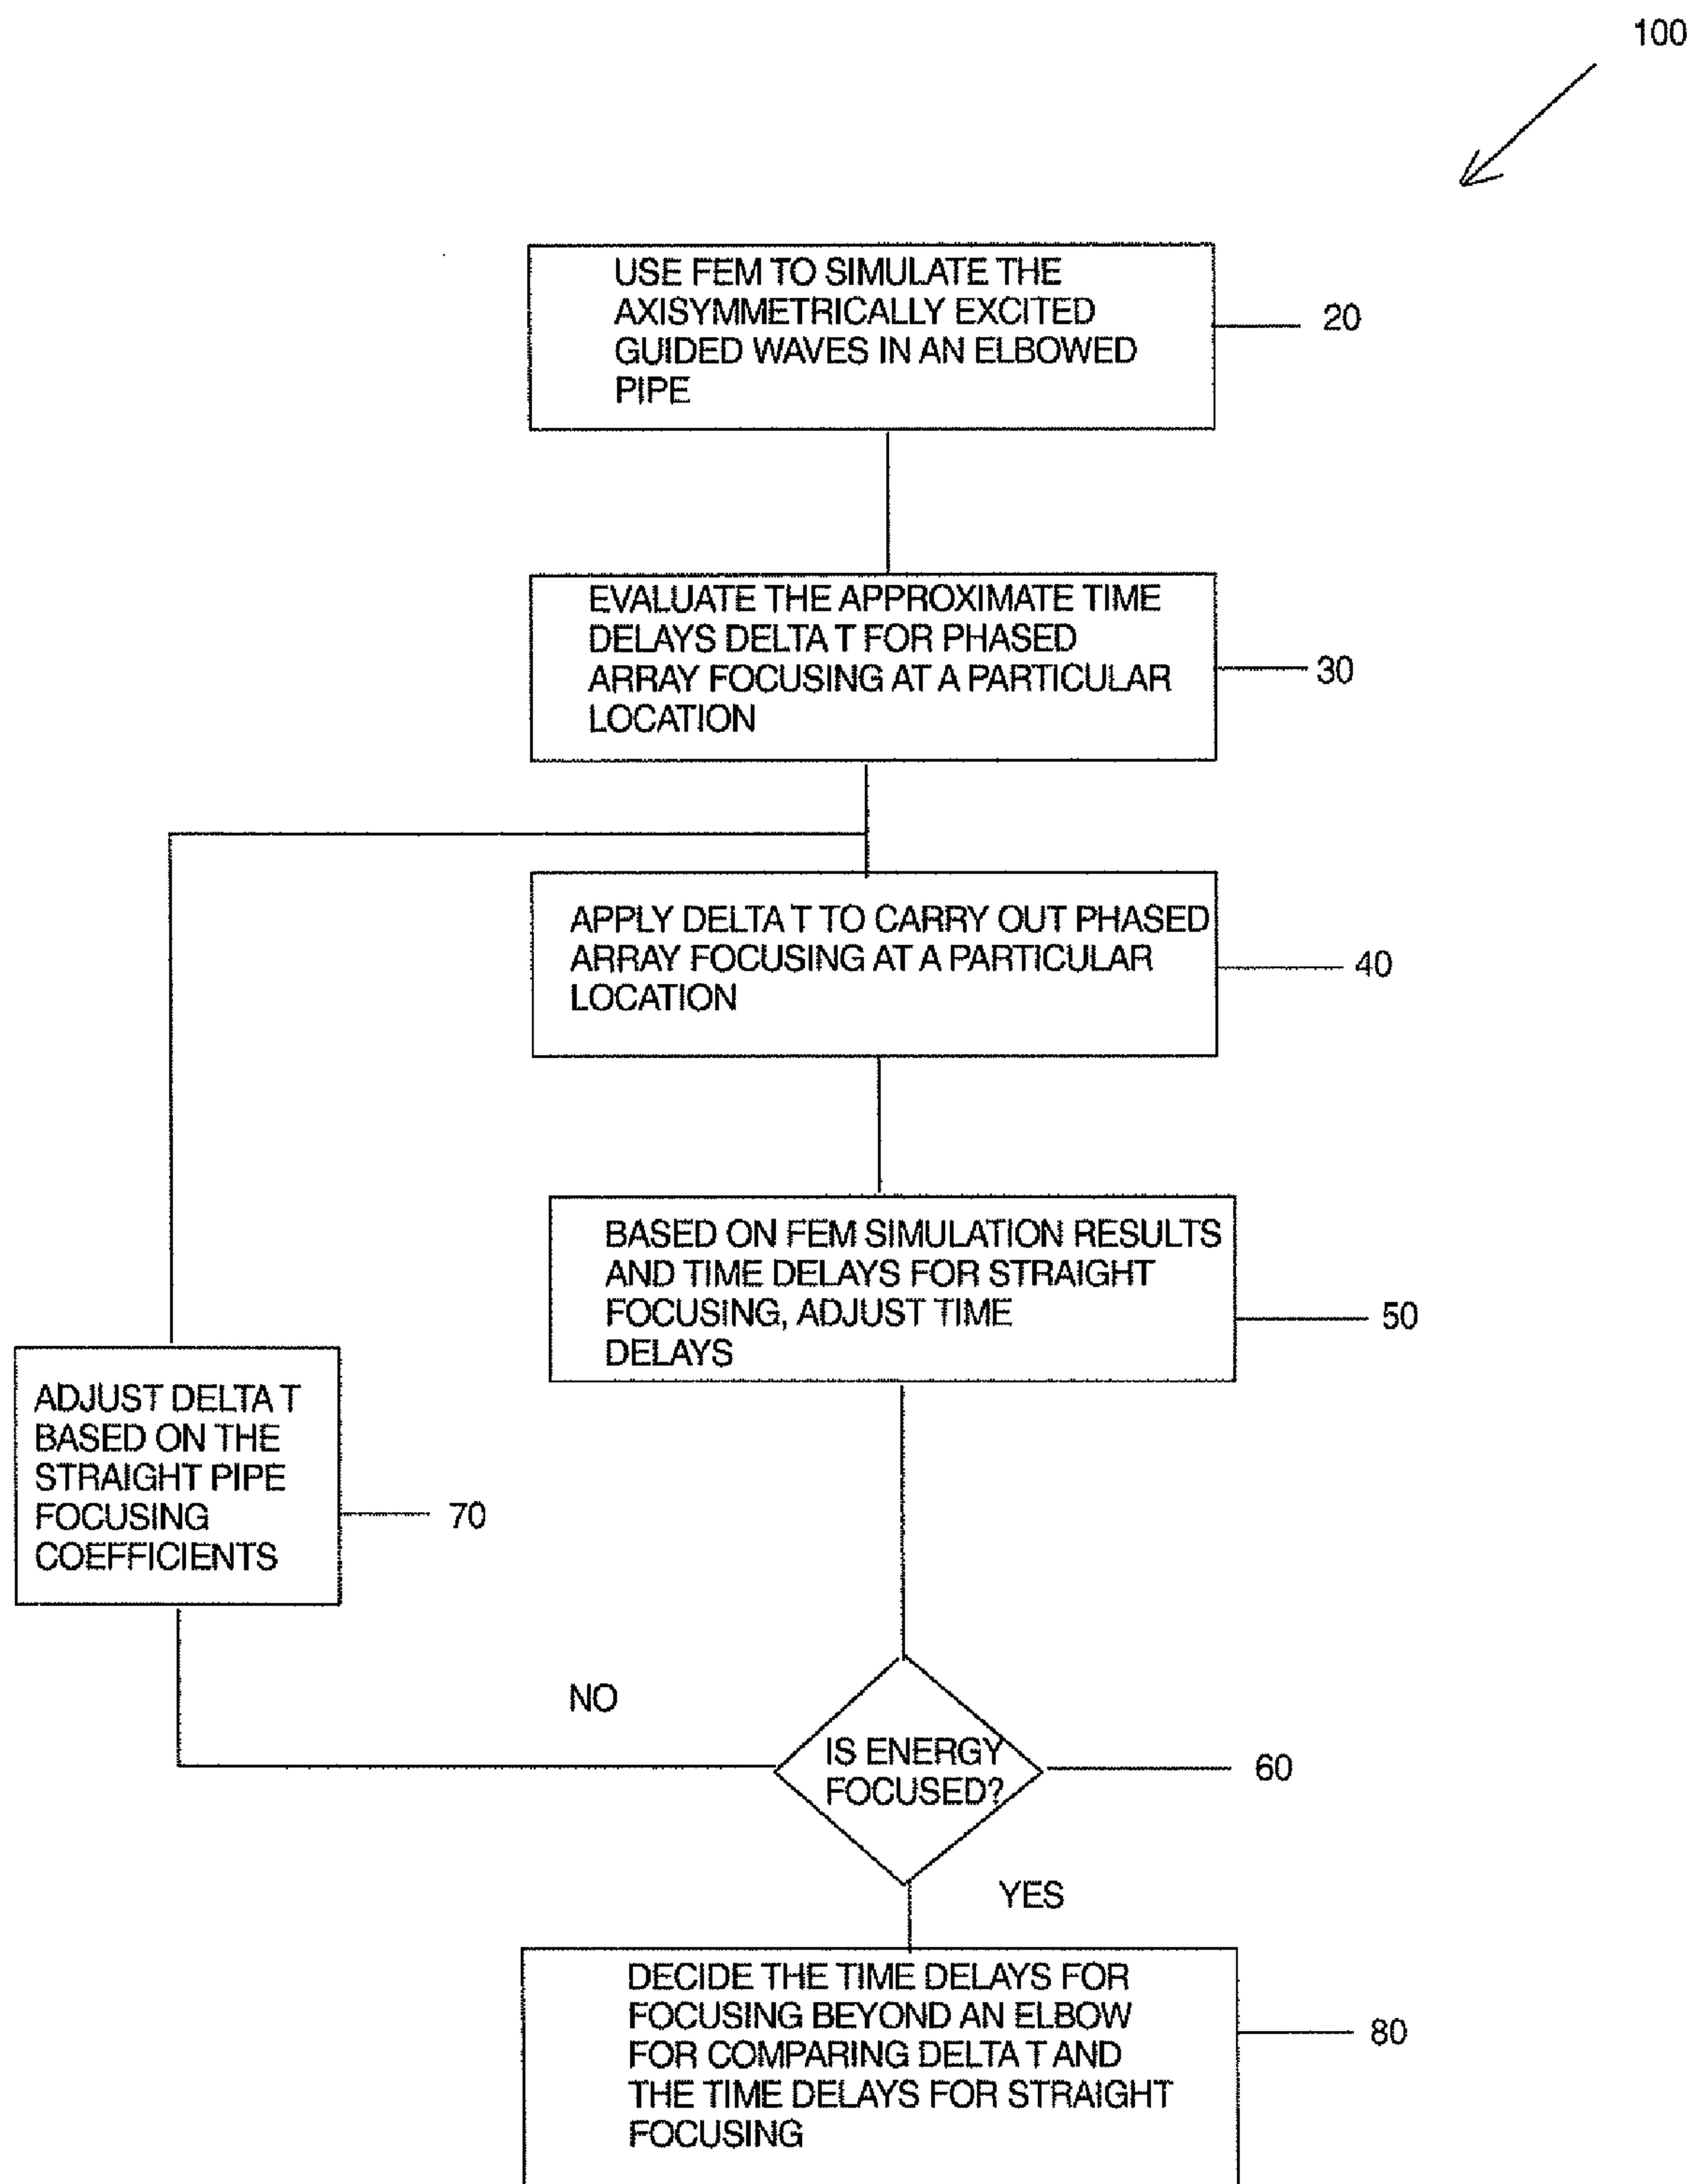 100
USE FEM TO SIMULATE THE
AXISYMMETRICALLY EXCITED
GUIDED WAVES IN AN ELBOWED
PIPE
20
EVALUATE THE APPROXIMATE TIME
DELAYS DELTA T FOR PHASED
ARRAY FOCUSING AT A PARTICULAR
LOCATION
30
APPLY DELTA T TO CARRY OUT PHASED
ARRAY FOCUSING AT A PARTICULAR
LOCATION
40
BASED ON FEM SIMULATION RESULTS
AND TIME DELAYS FOR STRAIGHT
FOCUSING, ADJUST TIME
DELAYS
50
ADJUST DELTA T
BASED ON THE
STRAIGHT PIPE
FOCUSING
COEFFICIENTS
70
NO
IS ENERGY
FOCUSED?
60
YES
DECIDE THE TIME DELAYS FOR
FOCUSING BEYOND AN ELBOW
FOR COMPARING DELTA T AND
THE TIME DELAYS FOR STRAIGHT
FOCUSING
80